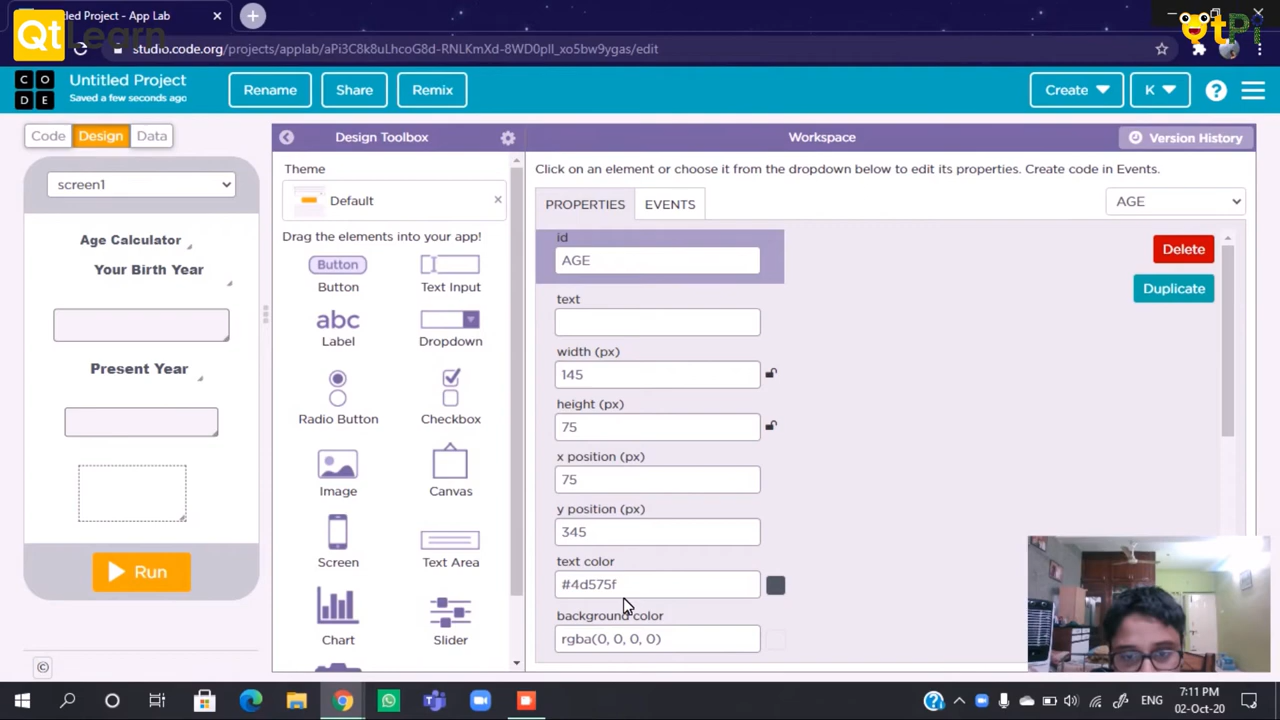 Untitled Project - App Lab
QtLearn
QtPi
studio.code.org/projects/applab/aPi3C8k8uLhcoG8d-RNLKmXd-8WD0plI_xo5bw9ygas/edit
C O
D E
Untitled Project
Saved a few seconds ago
Rename
Share
Remix
Create
K
?
Code
Design
Data
Design Toolbox
Workspace
Version History
screen1
Theme
Default
Click on an element or choose it from the dropdown below to edit its properties. Create code in Events.
PROPERTIES
EVENTS
AGE
Age Calculator
Your Birth Year
Present Year
Run
Drag the elements into your app!
Button
Button
Text Input
abc
Label
Dropdown
Radio Button
Checkbox
Image
Canvas
Screen
Text Area
Chart
Slider
id
AGE
Delete
Duplicate
text
width (px)
145
height (px)
75
x position (px)
75
y position (px)
345
text color
#4d575f
background color
rgba(0, 0, 0, 0)
ENG
7:11 PM
02-Oct-20